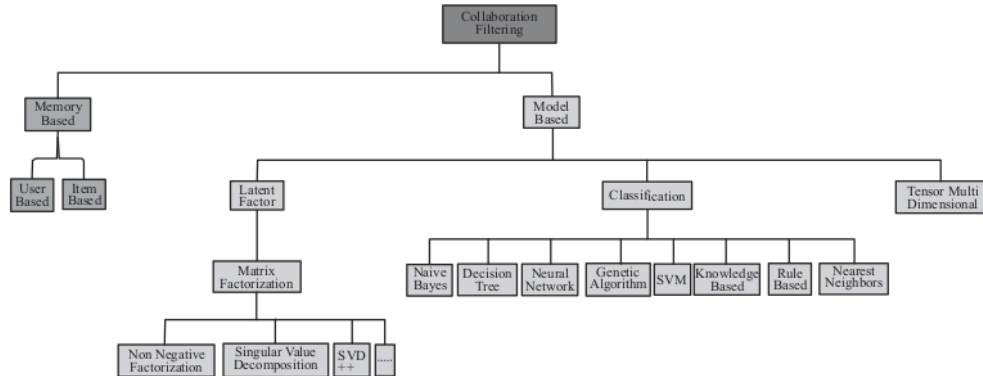 Collaboration
Filtering
Memory
Based
Model
Based
User
Based
Item
Based
Latent
Factor
Classification
Tensor Multi
Dimensional
Matrix
Factorization
Naive
Bayes
Decision
Tree
Neural
Network
Genetic
Algorithm
SVM
Knowledge
Based
Rule
Based
Nearest
Neighbors
Non Negative
Factorization
Singular Value
Decomposition
SVD
++
.....